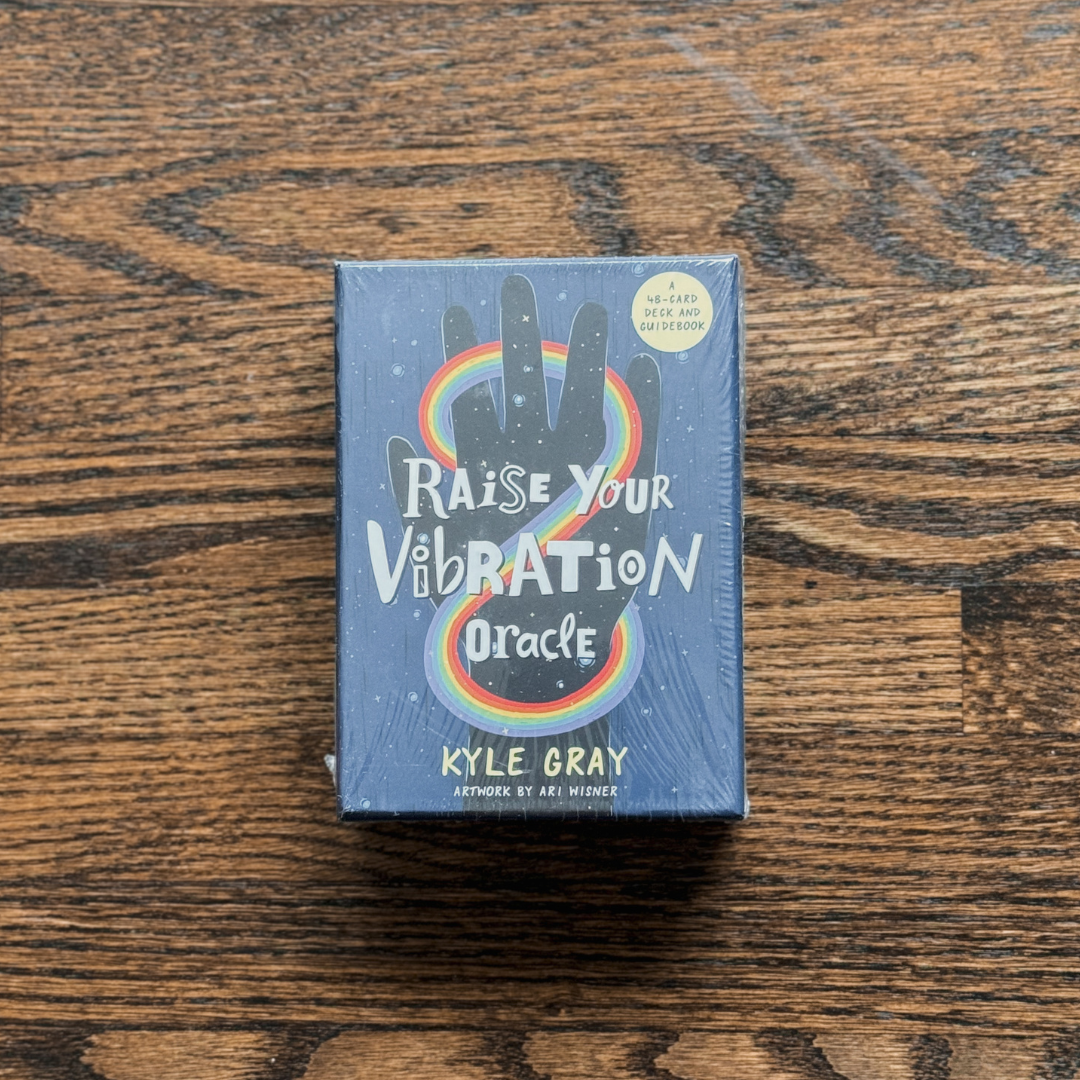 A
48-CARD
DECK AND
GUIDEBOOK
RAiSE YOUR
VibRATioN
Oracle
KYLE GRAY
ARTWORK BY ARI WISNER